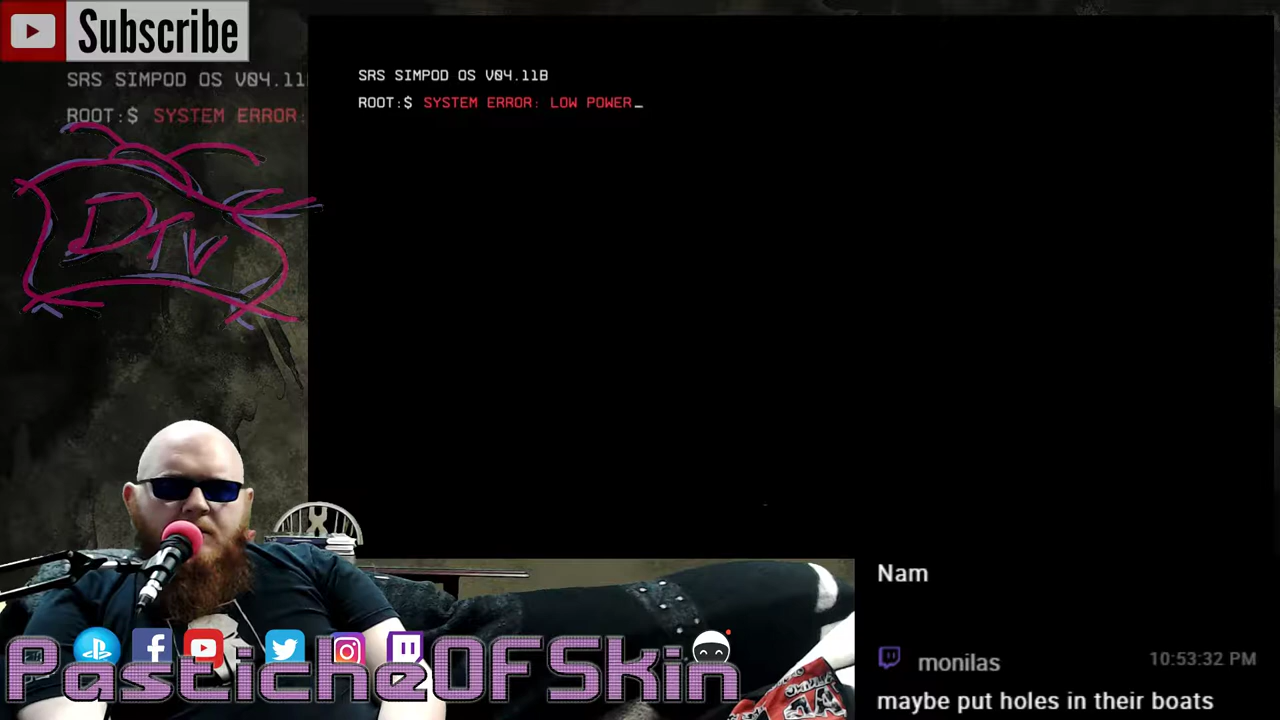 Subscribe
SRS SIMPOD OS V04.11B
ROOT:$ SYSTEM ERROR: LOW POWER_
SRS SIMPOD OS V04.11
ROOT:$ SYSTEM ERROR:
DTV
Nam
monilas 10:53:32 PM
maybe put holes in their boats
PasticheOFSkin